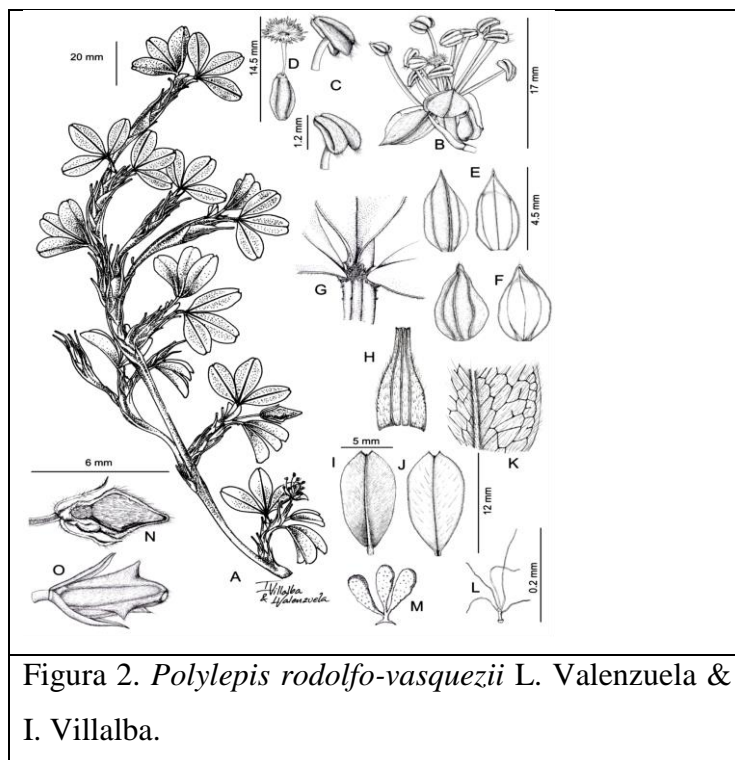 20 mm
14.5 mm
D
C
1.2 mm
B
17 mm
E
4.5 mm
G
F
H
K
5 mm
I
J
12 mm
6 mm
N
O
A
I Villalba
& L Valenzuela
M
L
0.2 mm
Figura 2. Polylepis rodolfo-vasquezii L. Valenzuela &
I. Villalba.